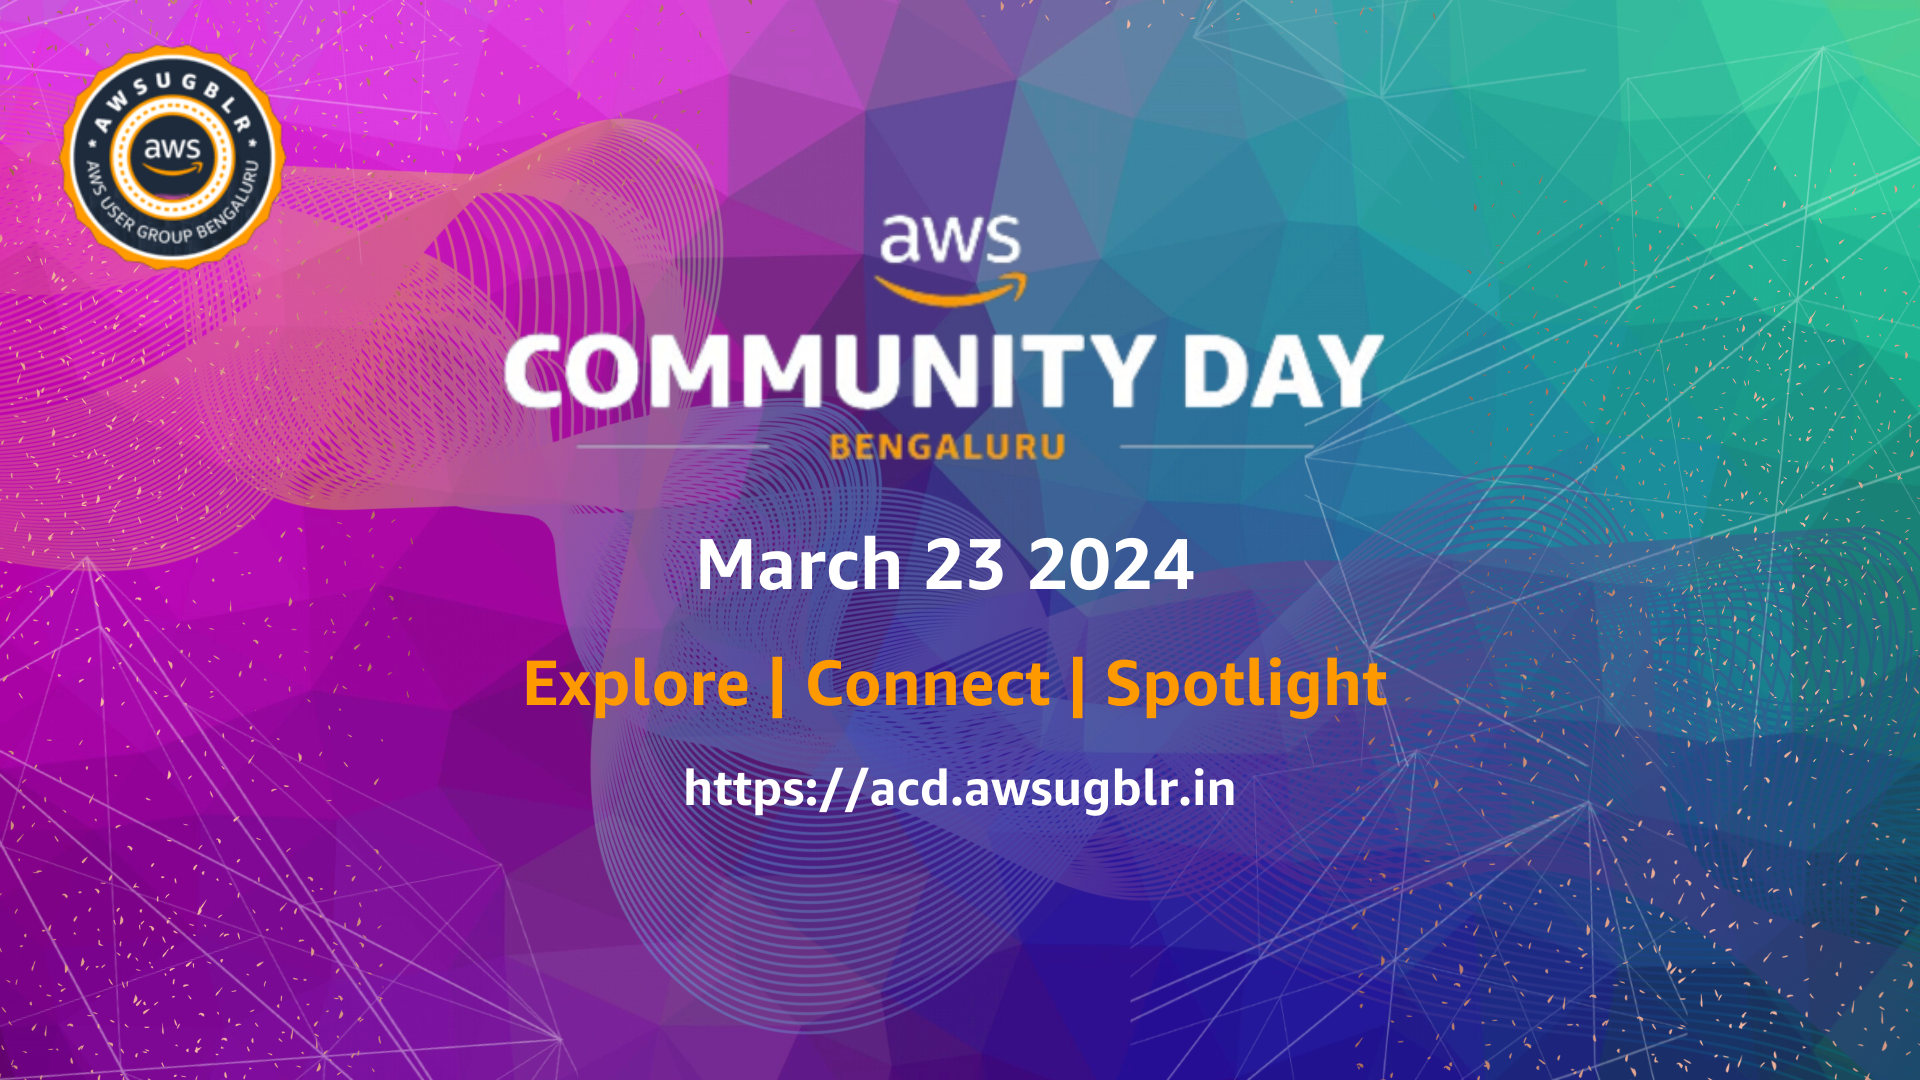 * AWSUGBLR *
aws
AWS USER GROUP BENGALURU
aws
COMMUNITY DAY
BENGALURU
March 23 2024
Explore | Connect | Spotlight
https://acd.awsugblr.in